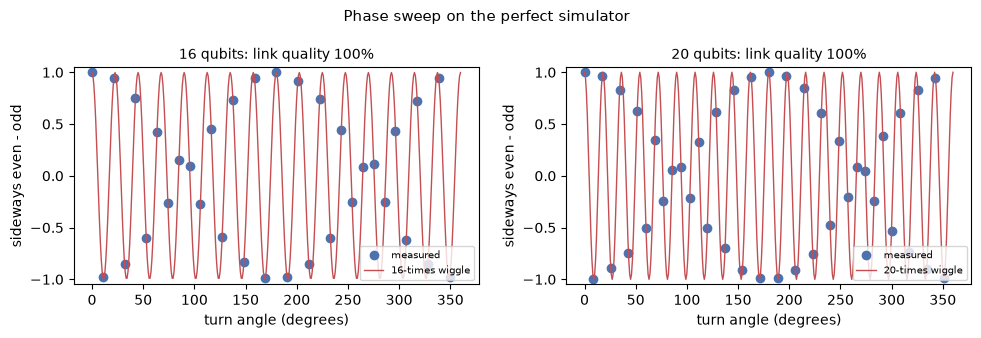 Phase sweep on the perfect simulator
16 qubits: link quality 100%
sideways even - odd
1.0
0.5
0.0
−0.5
−1.0
0
50
100
150
200
250
300
350
turn angle (degrees)
measured
16-times wiggle
20 qubits: link quality 100%
sideways even - odd
1.0
0.5
0.0
−0.5
−1.0
0
50
100
150
200
250
300
350
turn angle (degrees)
measured
20-times wiggle